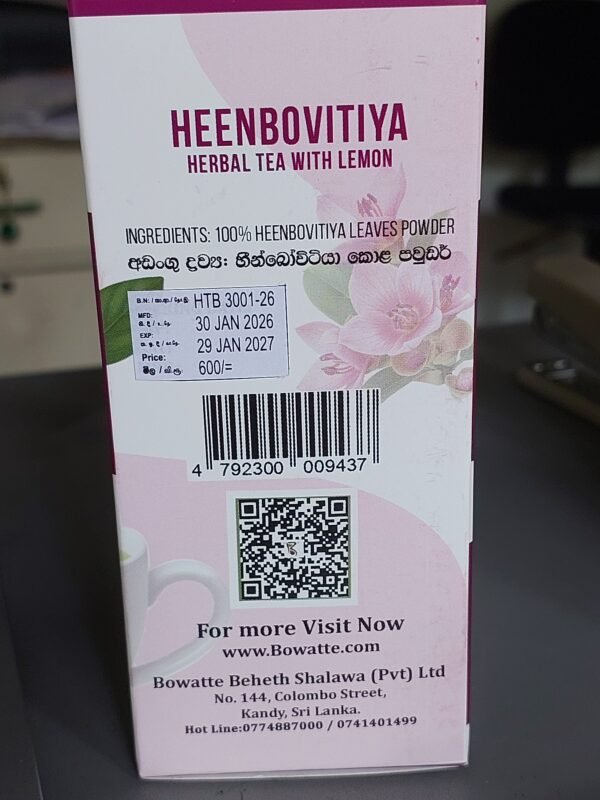 HEENBOVITIYA
HERBAL TEA WITH LEMON
INGREDIENTS: 100% HEENBOVITIYA LEAVES POWDER
අඩංගු ද්‍රව්‍ය: හීන්බෝවිටියා කොළ පවුඩර්
B.N: HTB 3001-26
MFD: 30 JAN 2026
EXP: 29 JAN 2027
Price:
මිල 600/=
4 792300 009437
For more Visit Now
www.Bowatte.com
Bowatte Beheth Shalawa (Pvt) Ltd
No. 144, Colombo Street,
Kandy, Sri Lanka.
Hot Line:0774887000 / 0741401499